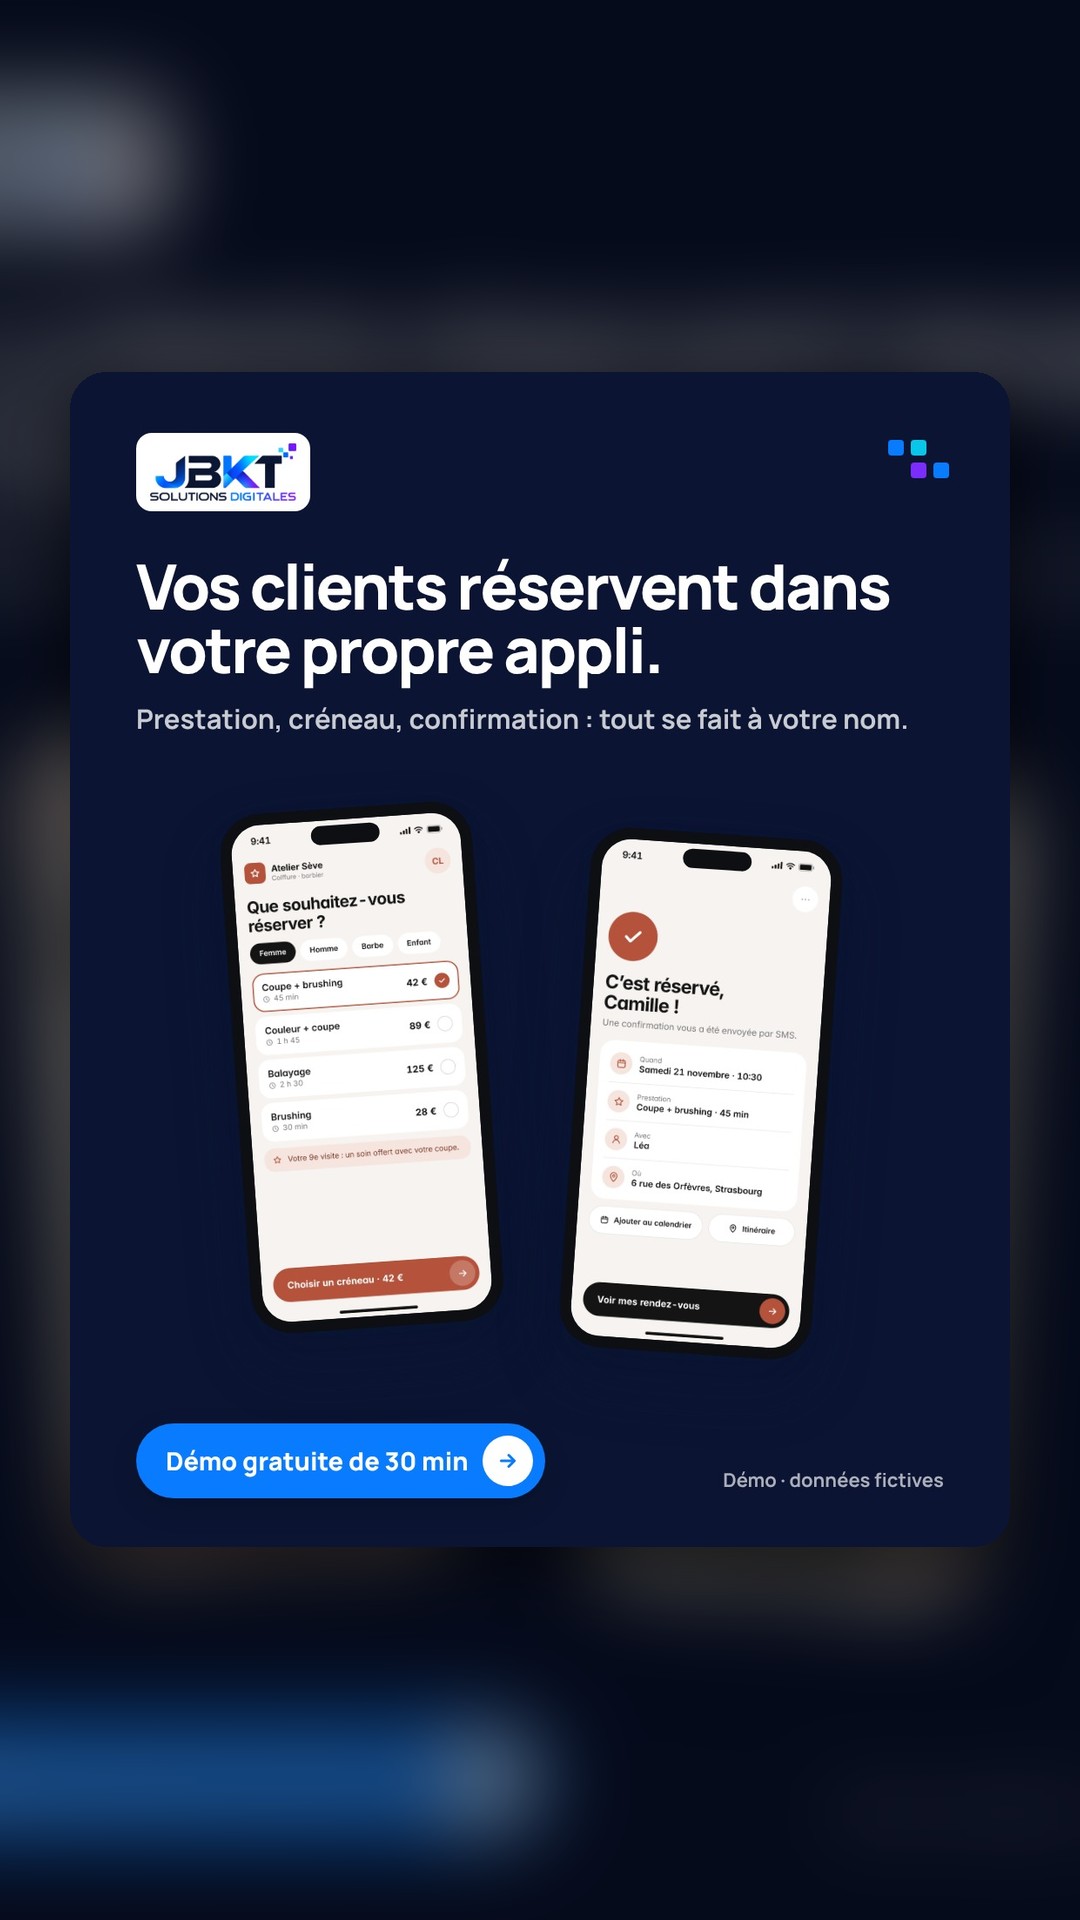 JBKT
SOLUTIONS DIGITALES
Vos clients réservent dans
votre propre appli.
Prestation, créneau, confirmation : tout se fait à votre nom.
9:41
Atelier Sève
Coiffure · barbier
CL
Que souhaitez-vous
réserver ?
Femme
Homme
Barbe
Enfant
Coupe + brushing
45 min
42 €
Couleur + coupe
1 h 45
89 €
Balayage
2 h 30
125 €
Brushing
30 min
28 €
Votre 9e visite : un soin offert avec votre coupe.
Choisir un créneau · 42 €
9:41
C'est réservé,
Camille !
Une confirmation vous a été envoyée par SMS.
Quand
Samedi 21 novembre · 10:30
Prestation
Coupe + brushing · 45 min
Avec
Léa
Où
6 rue des Orfèvres, Strasbourg
Ajouter au calendrier
Itinéraire
Voir mes rendez-vous
Démo gratuite de 30 min
Démo · données fictives